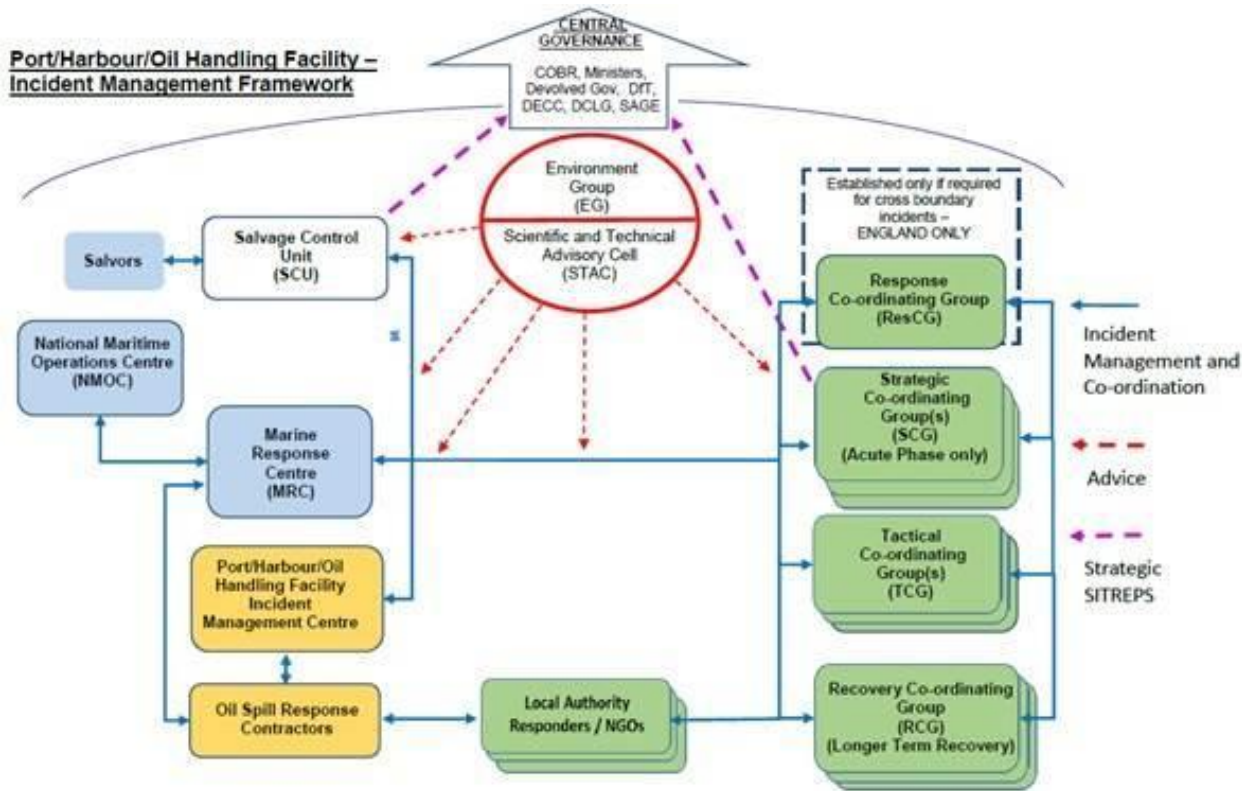 Port/Harbour/Oil Handling Facility –
Incident Management Framework
CENTRAL
GOVERNANCE
COBR, Ministers,
Devolved Gov, DfT,
DECC, DCLG, SAGE
Environment
Group
(EG)
Scientific and Technical
Advisory Cell
(STAC)
Established only if required
for cross boundary
incidents –
ENGLAND ONLY
Response
Co-ordinating Group
(ResCG)
Salvors
Salvage Control
Unit
(SCU)
National Maritime
Operations Centre
(NMOC)
Marine
Response
Centre
(MRC)
Port/Harbour/Oil
Handling Facility
Incident
Management Centre
Oil Spill Response
Contractors
Local Authority
Responders / NGOs
Strategic
Co-ordinating
Group(s)
(SCG)
(Acute Phase only)
Tactical
Co-ordinating
Group(s)
(TCG)
Recovery Co-ordinating
Group
(RCG)
(Longer Term Recovery)
Incident
Management and
Co-ordination
Advice
Strategic
SITREPS